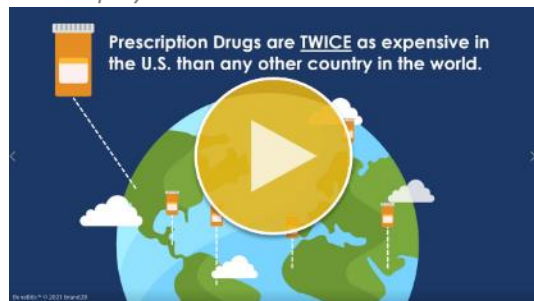 Prescription Drugs are TWICE as expensive in
the U.S. than any other country in the world.